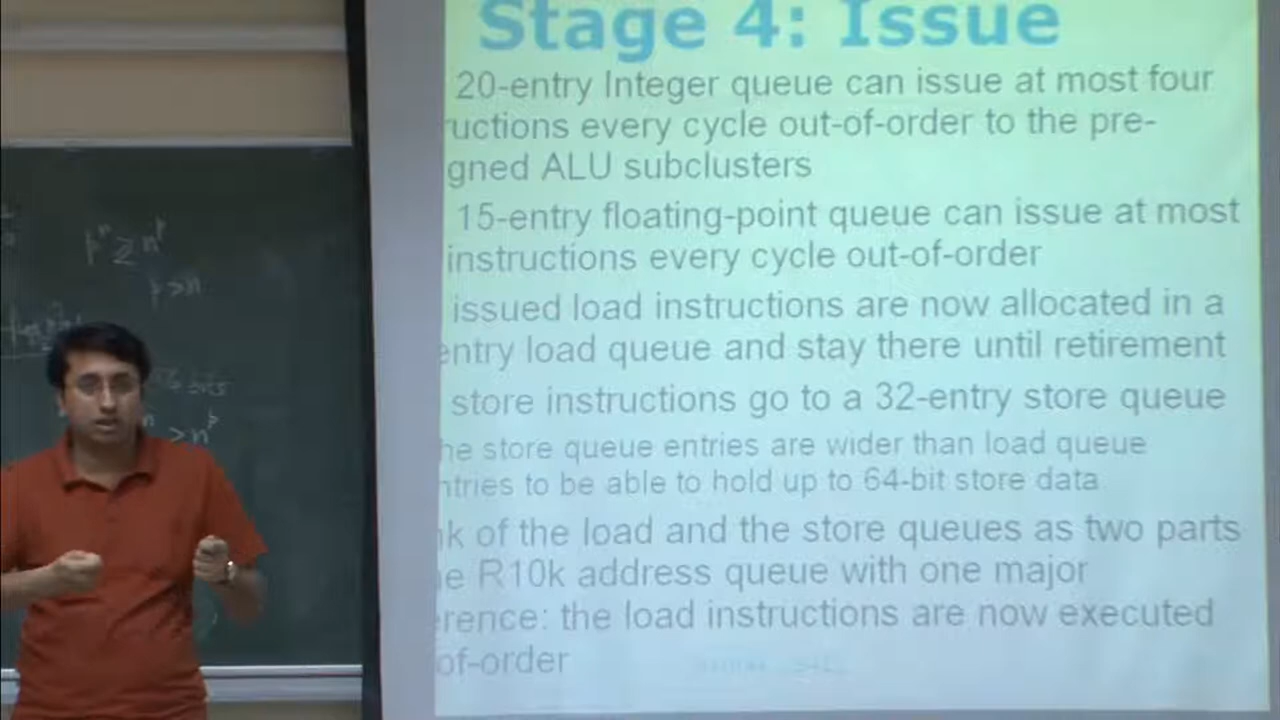 Stage 4: Issue
20-entry Integer queue can issue at most four
uctions every cycle out-of-order to the pre-
gned ALU subclusters
15-entry floating-point queue can issue at most
instructions every cycle out-of-order
issued load instructions are now allocated in a
entry load queue and stay there until retirement
store instructions go to a 32-entry store queue
he store queue entries are wider than load queue
ntries to be able to hold up to 64-bit store data
nk of the load and the store queues as two parts
e R10k address queue with one major
erence: the load instructions are now executed
of-order
p^n ≥ n^p
p>n
>n^p